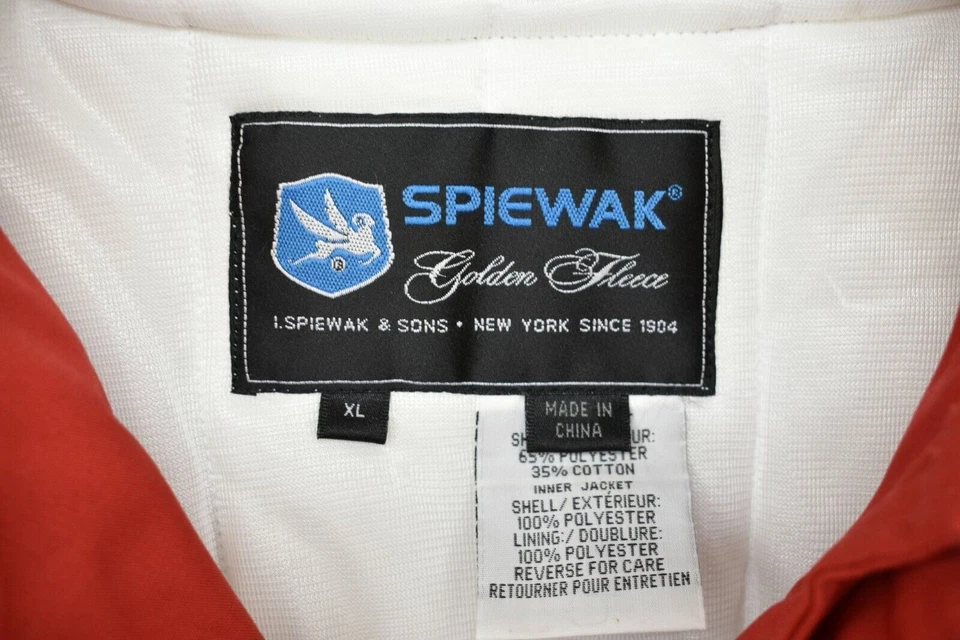 SPIEWAK®
Golden Fleece
I.SPIEWAK & SONS • NEW YORK SINCE 1904
XL
MADE IN
CHINA
65% POLYESTER
35% COTTON
INNER JACKET
SHELL/EXTÉRIEUR:
100% POLYESTER
LINING:/DOUBLURE:
100% POLYESTER
REVERSE FOR CARE
RETOURNER POUR ENTRETIEN